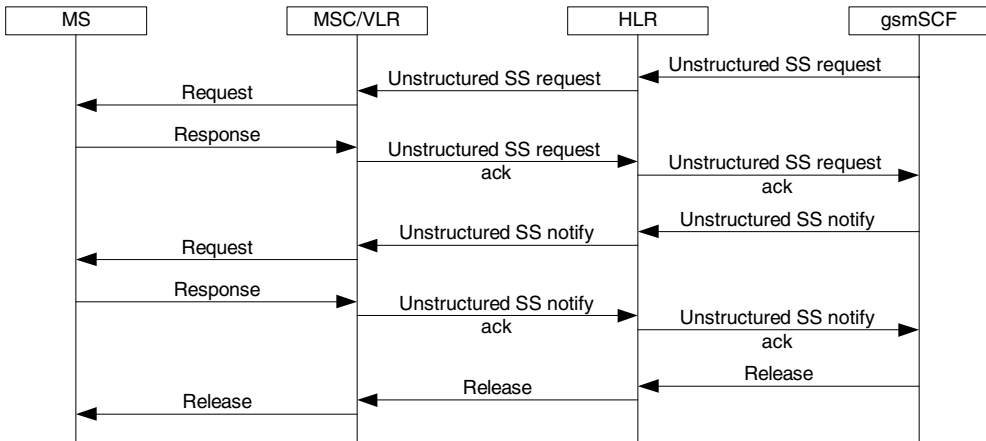 MS
MSC/VLR
HLR
gsmSCF
Unstructured SS request
Unstructured SS request
Request
Response
Unstructured SS request
ack
Unstructured SS request
ack
Unstructured SS notify
Unstructured SS notify
Request
Response
Unstructured SS notify
ack
Unstructured SS notify
ack
Release
Release
Release